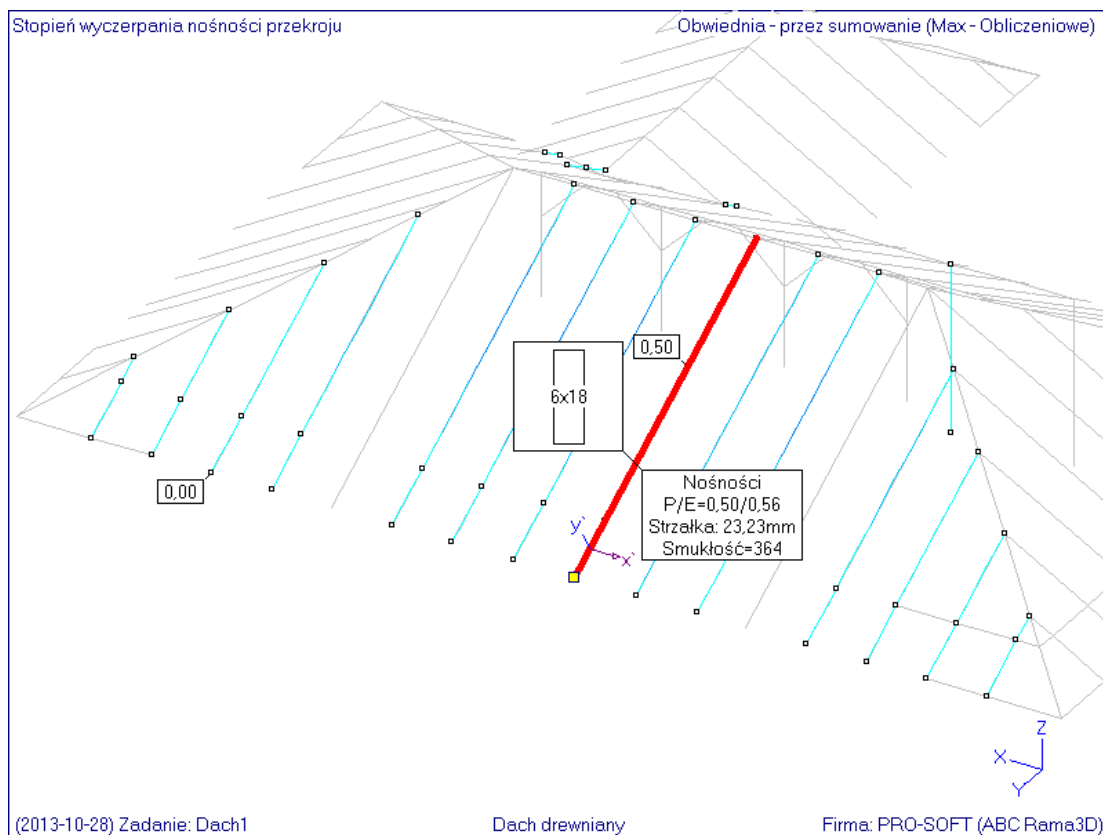 Stopień wyczerpania nośności przekroju
Obwiednia - przez sumowanie (Max - Obliczeniowe)
0,50
6x18
0,00
Nośności
P/E=0,50/0,56
Strzałka: 23,23mm
Smukłość=364
y'
x'
Z
X
Y
(2013-10-28) Zadanie: Dach1
Dach drewniany
Firma: PRO-SOFT (ABC Rama3D)